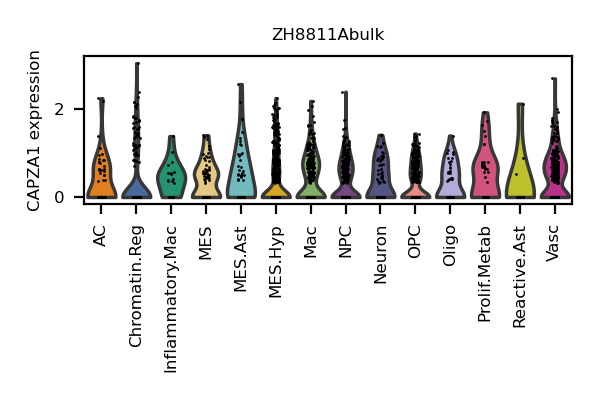 ZH8811Abulk
CAPZA1 expression
2
0
AC
Chromatin.Reg
Inflammatory.Mac
MES
MES.Ast
MES.Hyp
Mac
NPC
Neuron
OPC
Oligo
Prolif.Metab
Reactive.Ast
Vasc